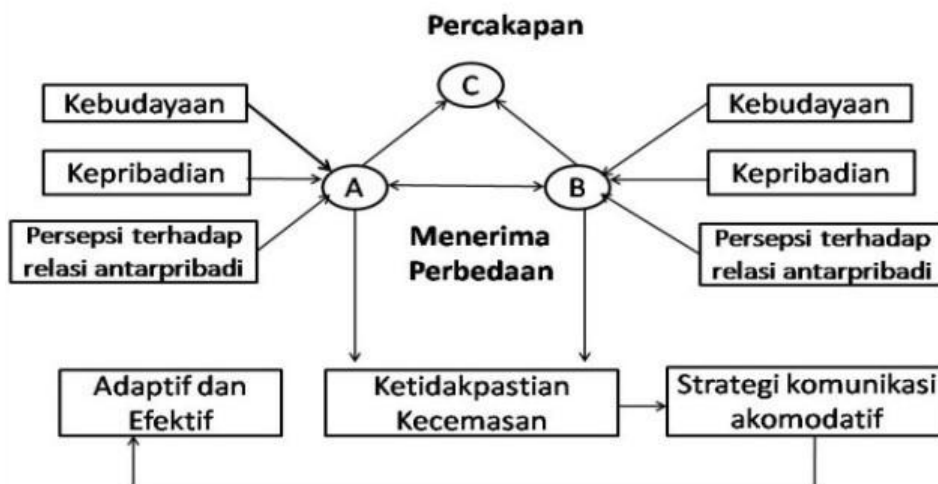 Percakapan
C
Kebudayaan
Kebudayaan
Kepribadian
A
B
Kepribadian
Persepsi terhadap
relasi antarpribadi
Menerima
Perbedaan
Persepsi terhadap
relasi antarpribadi
Adaptif dan
Efektif
Ketidakpastian
Kecemasan
Strategi komunikasi
akomodatif